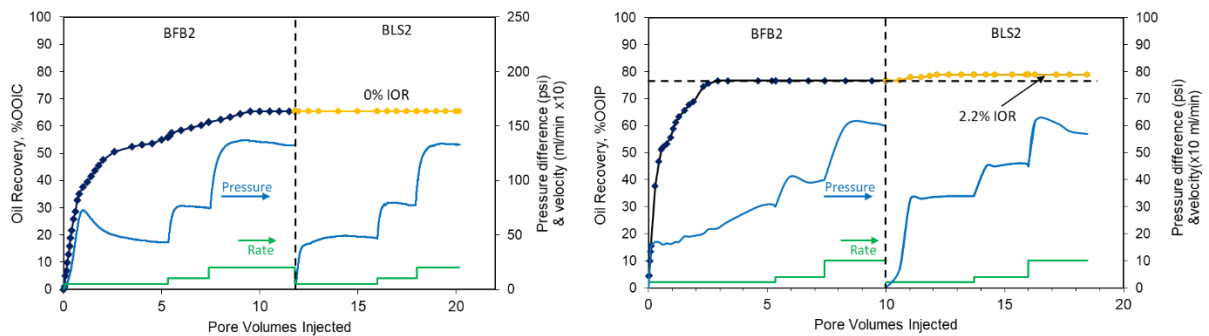 BFB2
BLS2
0% IOR
Pressure
Rate
Oil Recovery, %OOIC
100
90
80
70
60
50
40
30
20
10
0
0
5
10
15
20
Pore Volumes Injected
250
200
150
100
50
0
Pressure difference (psi)
& velocity (ml/min x10)
BFB2
BLS2
2.2% IOR
Pressure
Rate
Oil Recovery, %OOIP
100
90
80
70
60
50
40
30
20
10
0
0
5
10
15
20
Pore Volumes Injected
100
90
80
70
60
50
40
30
20
10
0
Pressure difference (psi)
& velocity(x10 ml/min)